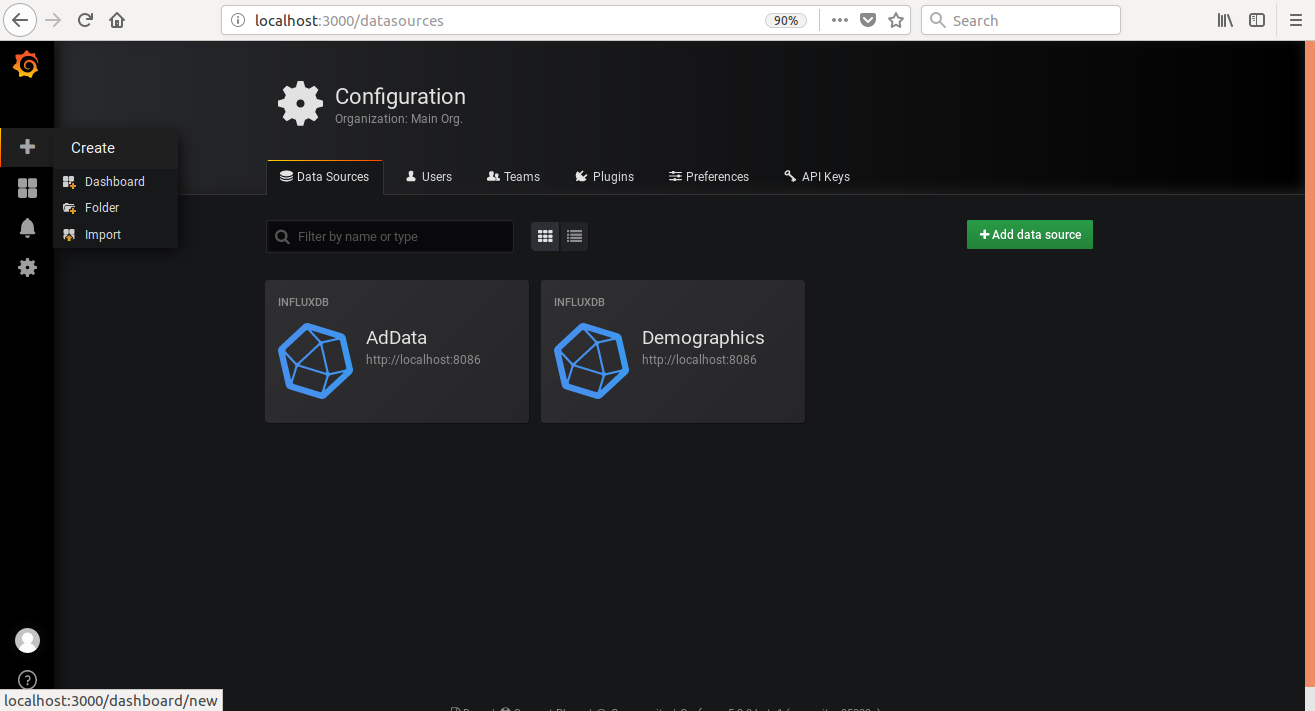 localhost:3000/datasources
90%
Search
Configuration
Organization: Main Org.
Create
Dashboard
Folder
Import
Data Sources
Users
Teams
Plugins
Preferences
API Keys
Filter by name or type
Add data source
INFLUXDB
AdData
http://localhost:8086
INFLUXDB
Demographics
http://localhost:8086
localhost:3000/dashboard/new